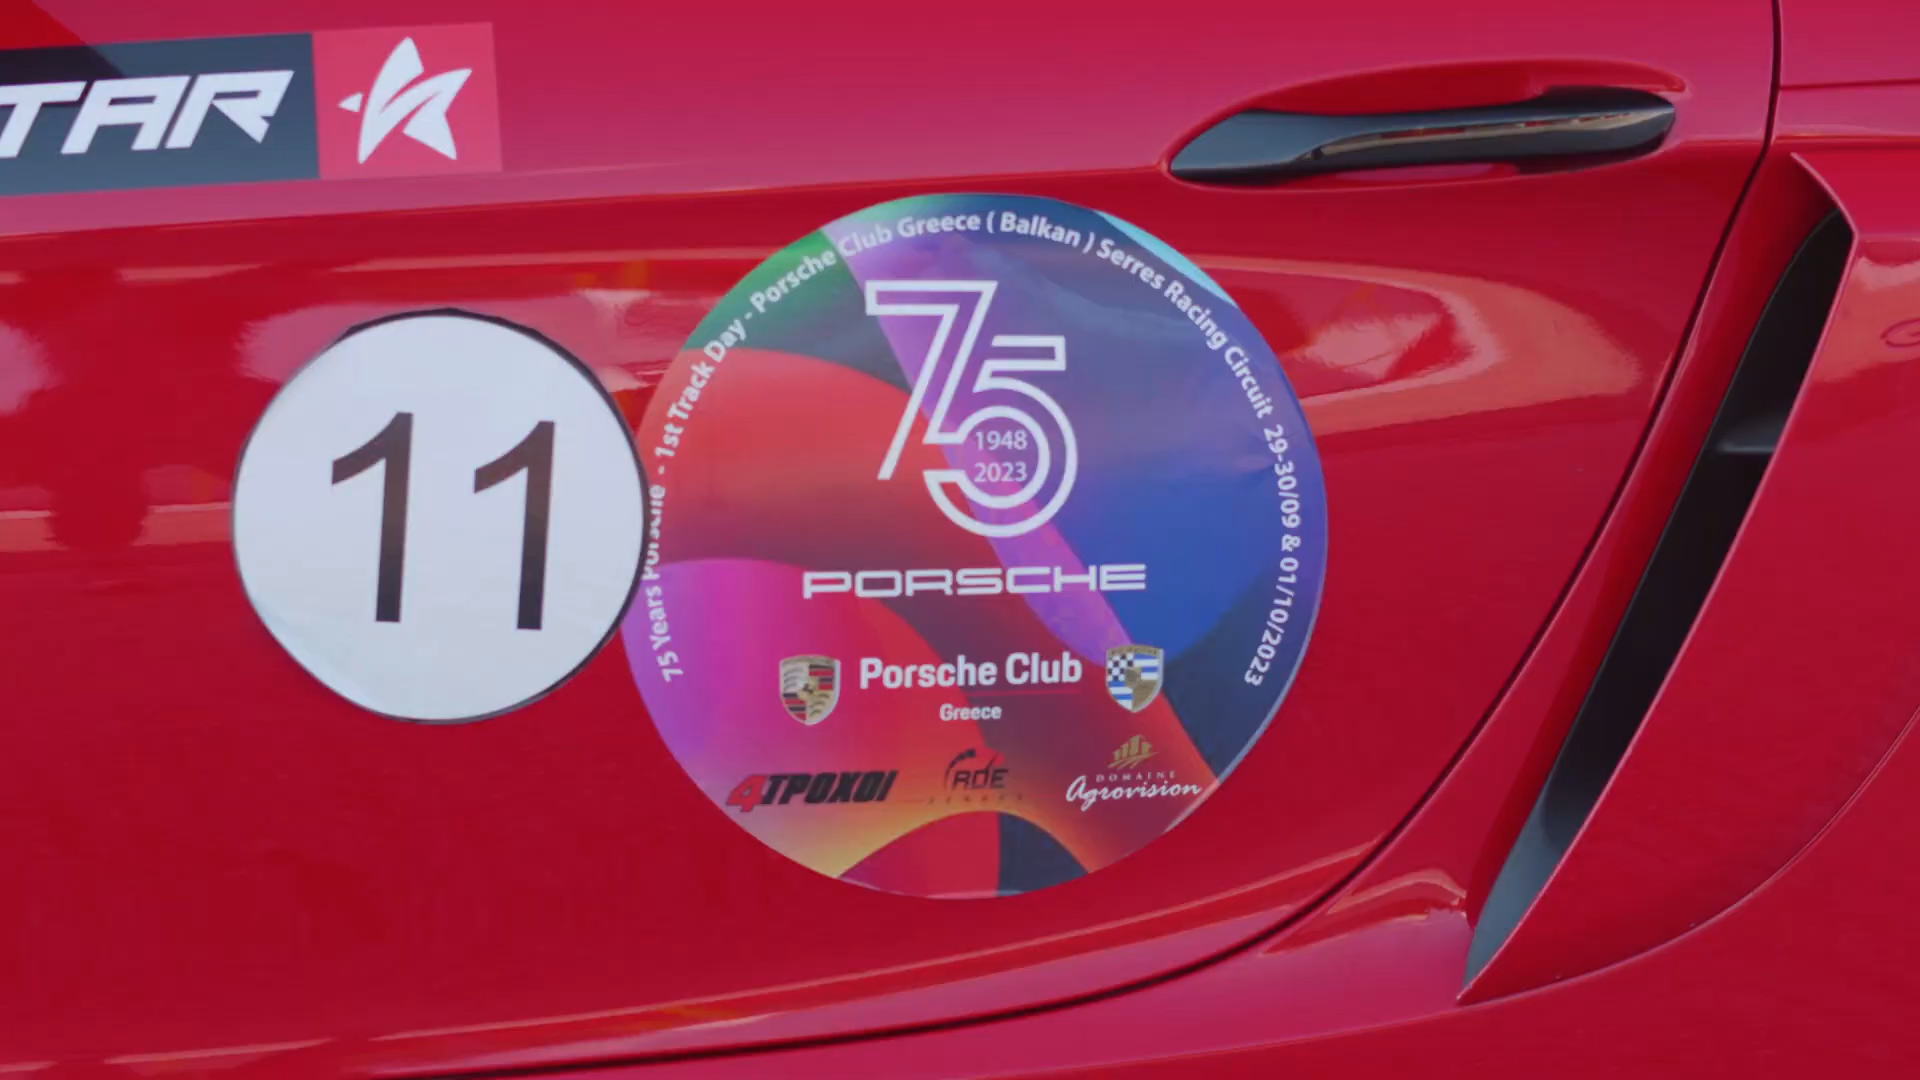 TAR
75 Years Porsche - 1st Track Day - Porsche Club Greece ( Balkan ) Serres Racing Circuit 29-30/09 & 01/10/2023
75
1948
2023
PORSCHE
11
Porsche Club
Greece
4ΤΡΟΧΟΙ
RDE
DOMAINE
Agrovision